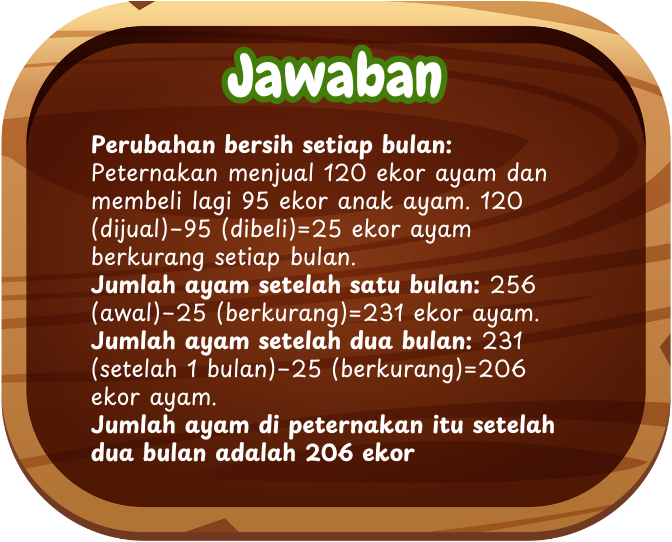 Jawaban
Perubahan bersih setiap bulan:
Peternakan menjual 120 ekor ayam dan
membeli lagi 95 ekor anak ayam. 120
(dijual)−95 (dibeli)=25 ekor ayam
berkurang setiap bulan.
Jumlah ayam setelah satu bulan: 256
(awal)−25 (berkurang)=231 ekor ayam.
Jumlah ayam setelah dua bulan: 231
(setelah 1 bulan)−25 (berkurang)=206
ekor ayam.
Jumlah ayam di peternakan itu setelah
dua bulan adalah 206 ekor